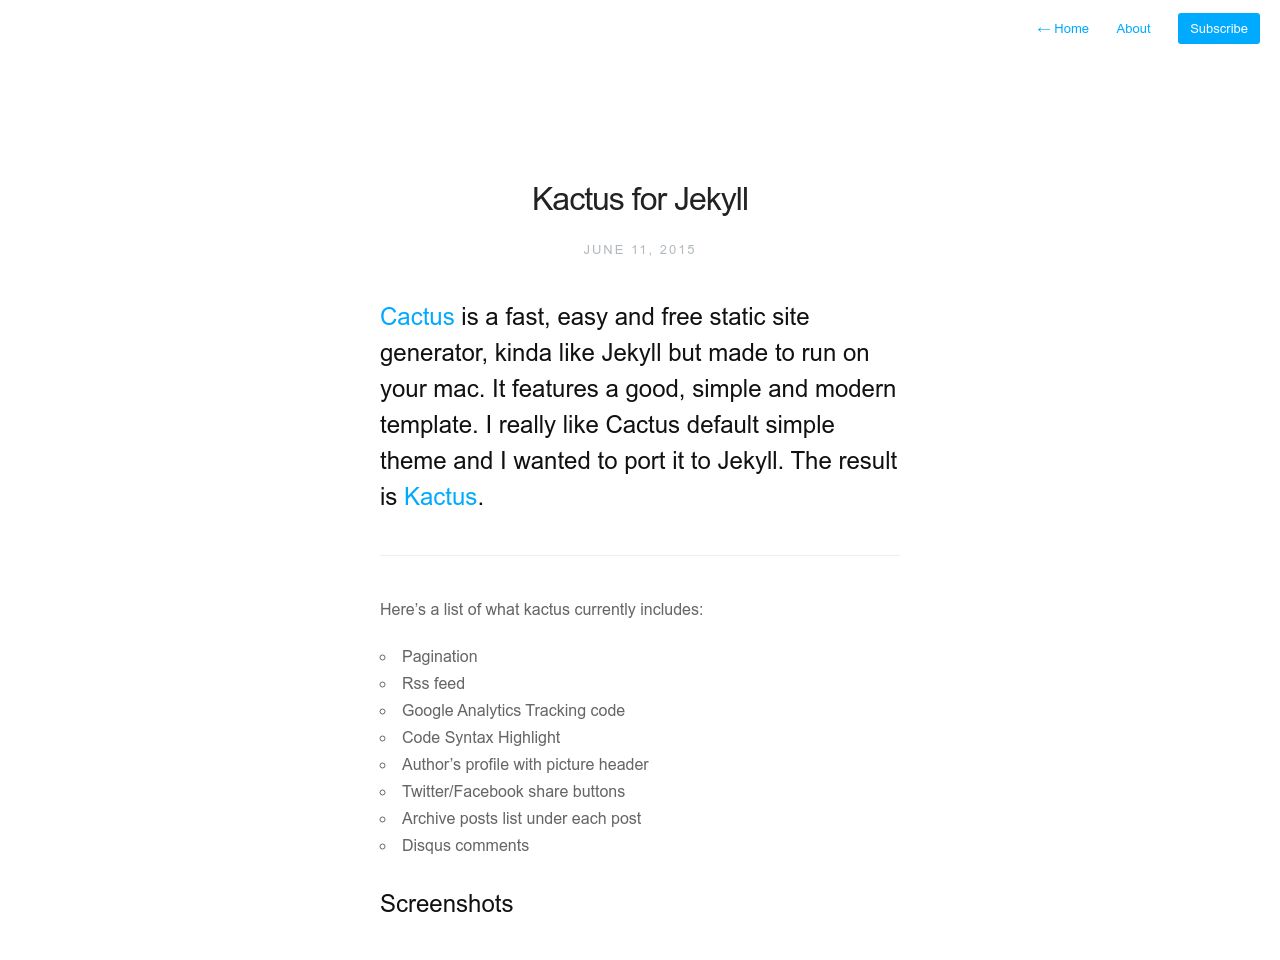 ← Home About Subscribe
Kactus for Jekyll
JUNE 11, 2015
Cactus is a fast, easy and free static site
generator, kinda like Jekyll but made to run on
your mac. It features a good, simple and modern
template. I really like Cactus default simple
theme and I wanted to port it to Jekyll. The result
is Kactus.
Here’s a list of what kactus currently includes:
Pagination
Rss feed
Google Analytics Tracking code
Code Syntax Highlight
Author’s profile with picture header
Twitter/Facebook share buttons
Archive posts list under each post
Disqus comments
Screenshots